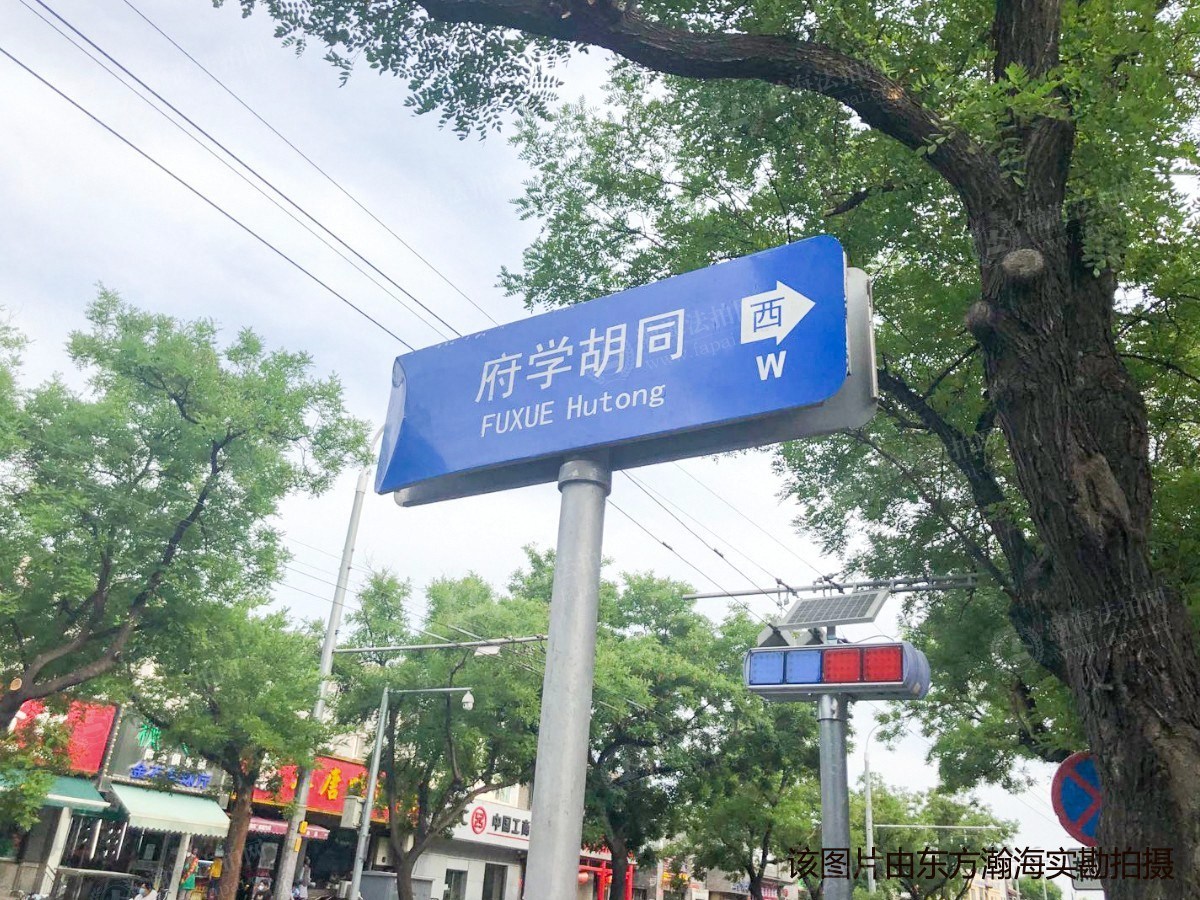 府学胡同
FUXUE Hutong
西
W
中国工商
该图片由东方瀚海实勘拍摄